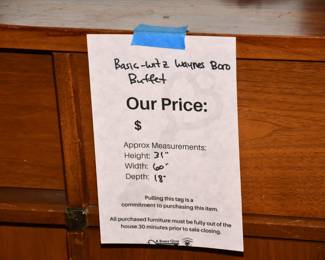 Basic-witz Waynes Boro
Buffet
Our Price:
$
Approx Measurements:
Height: 31"
Width: 60"
Depth: 18"
Pulling this tag is a
commitment to purchasing this item.
All purchased furniture must be fully out of the
house 30 minutes prior to sale closing.